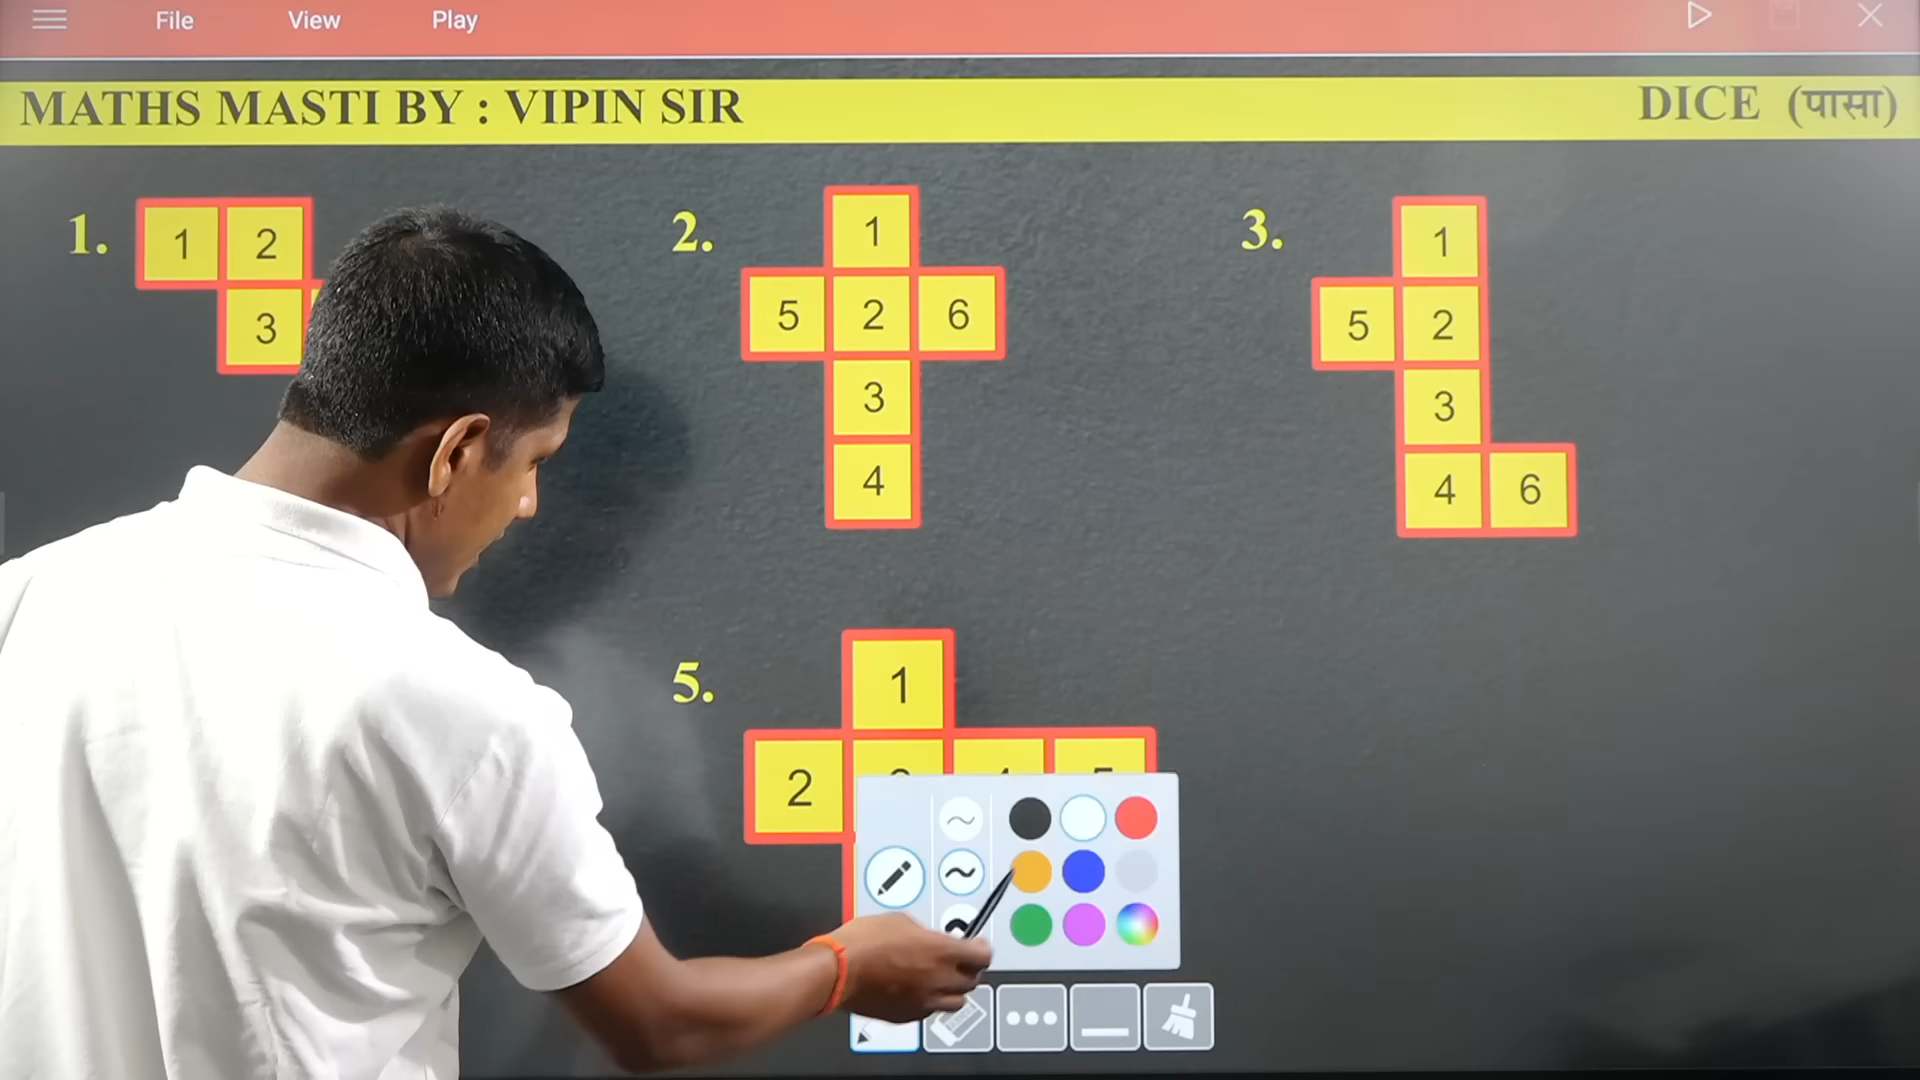 File View Play
MATHS MASTI BY : VIPIN SIR DICE (पासा)
1. 1 2
3
2. 1
5 2 6
3
4
3. 1
5 2
3
4 6
5. 1
2